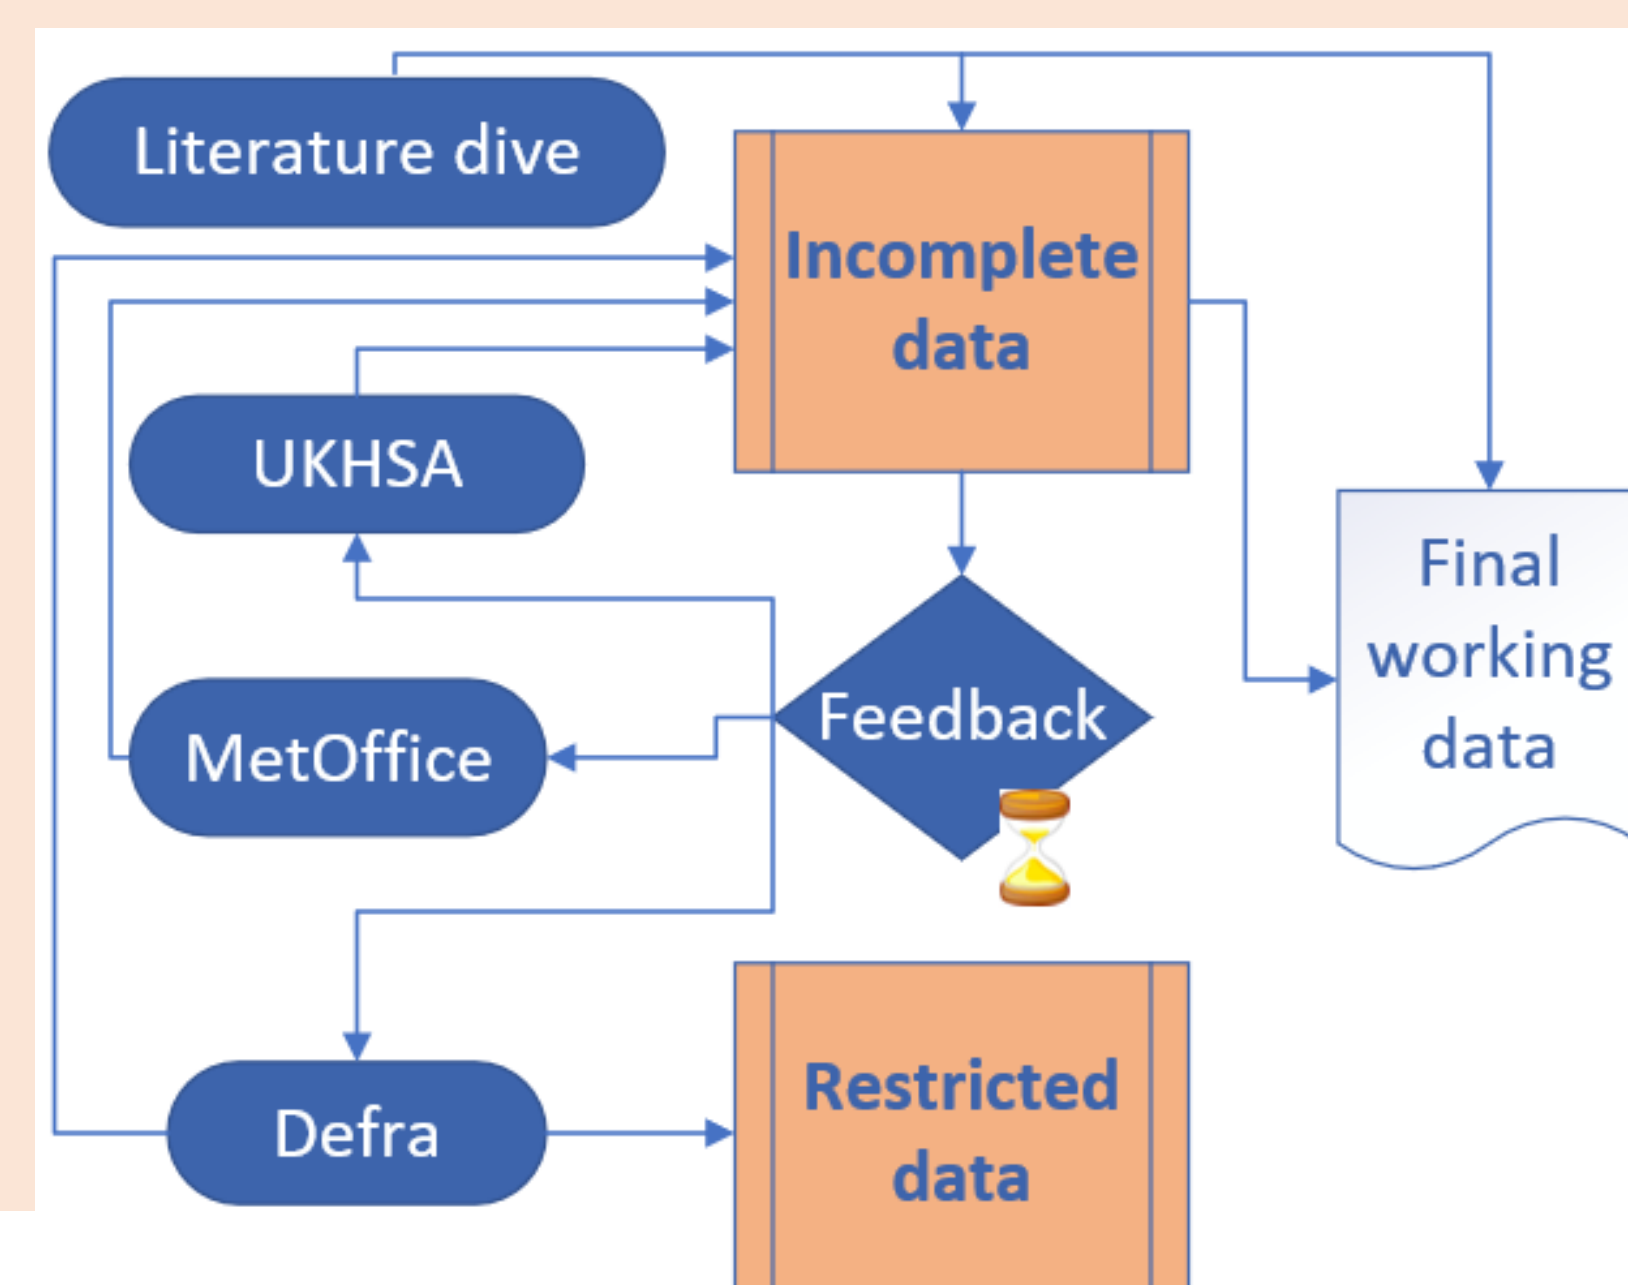 Literature dive
Incomplete
data
UKHSA
Final
working
data
Feedback
MetOffice
Restricted
data
Defra